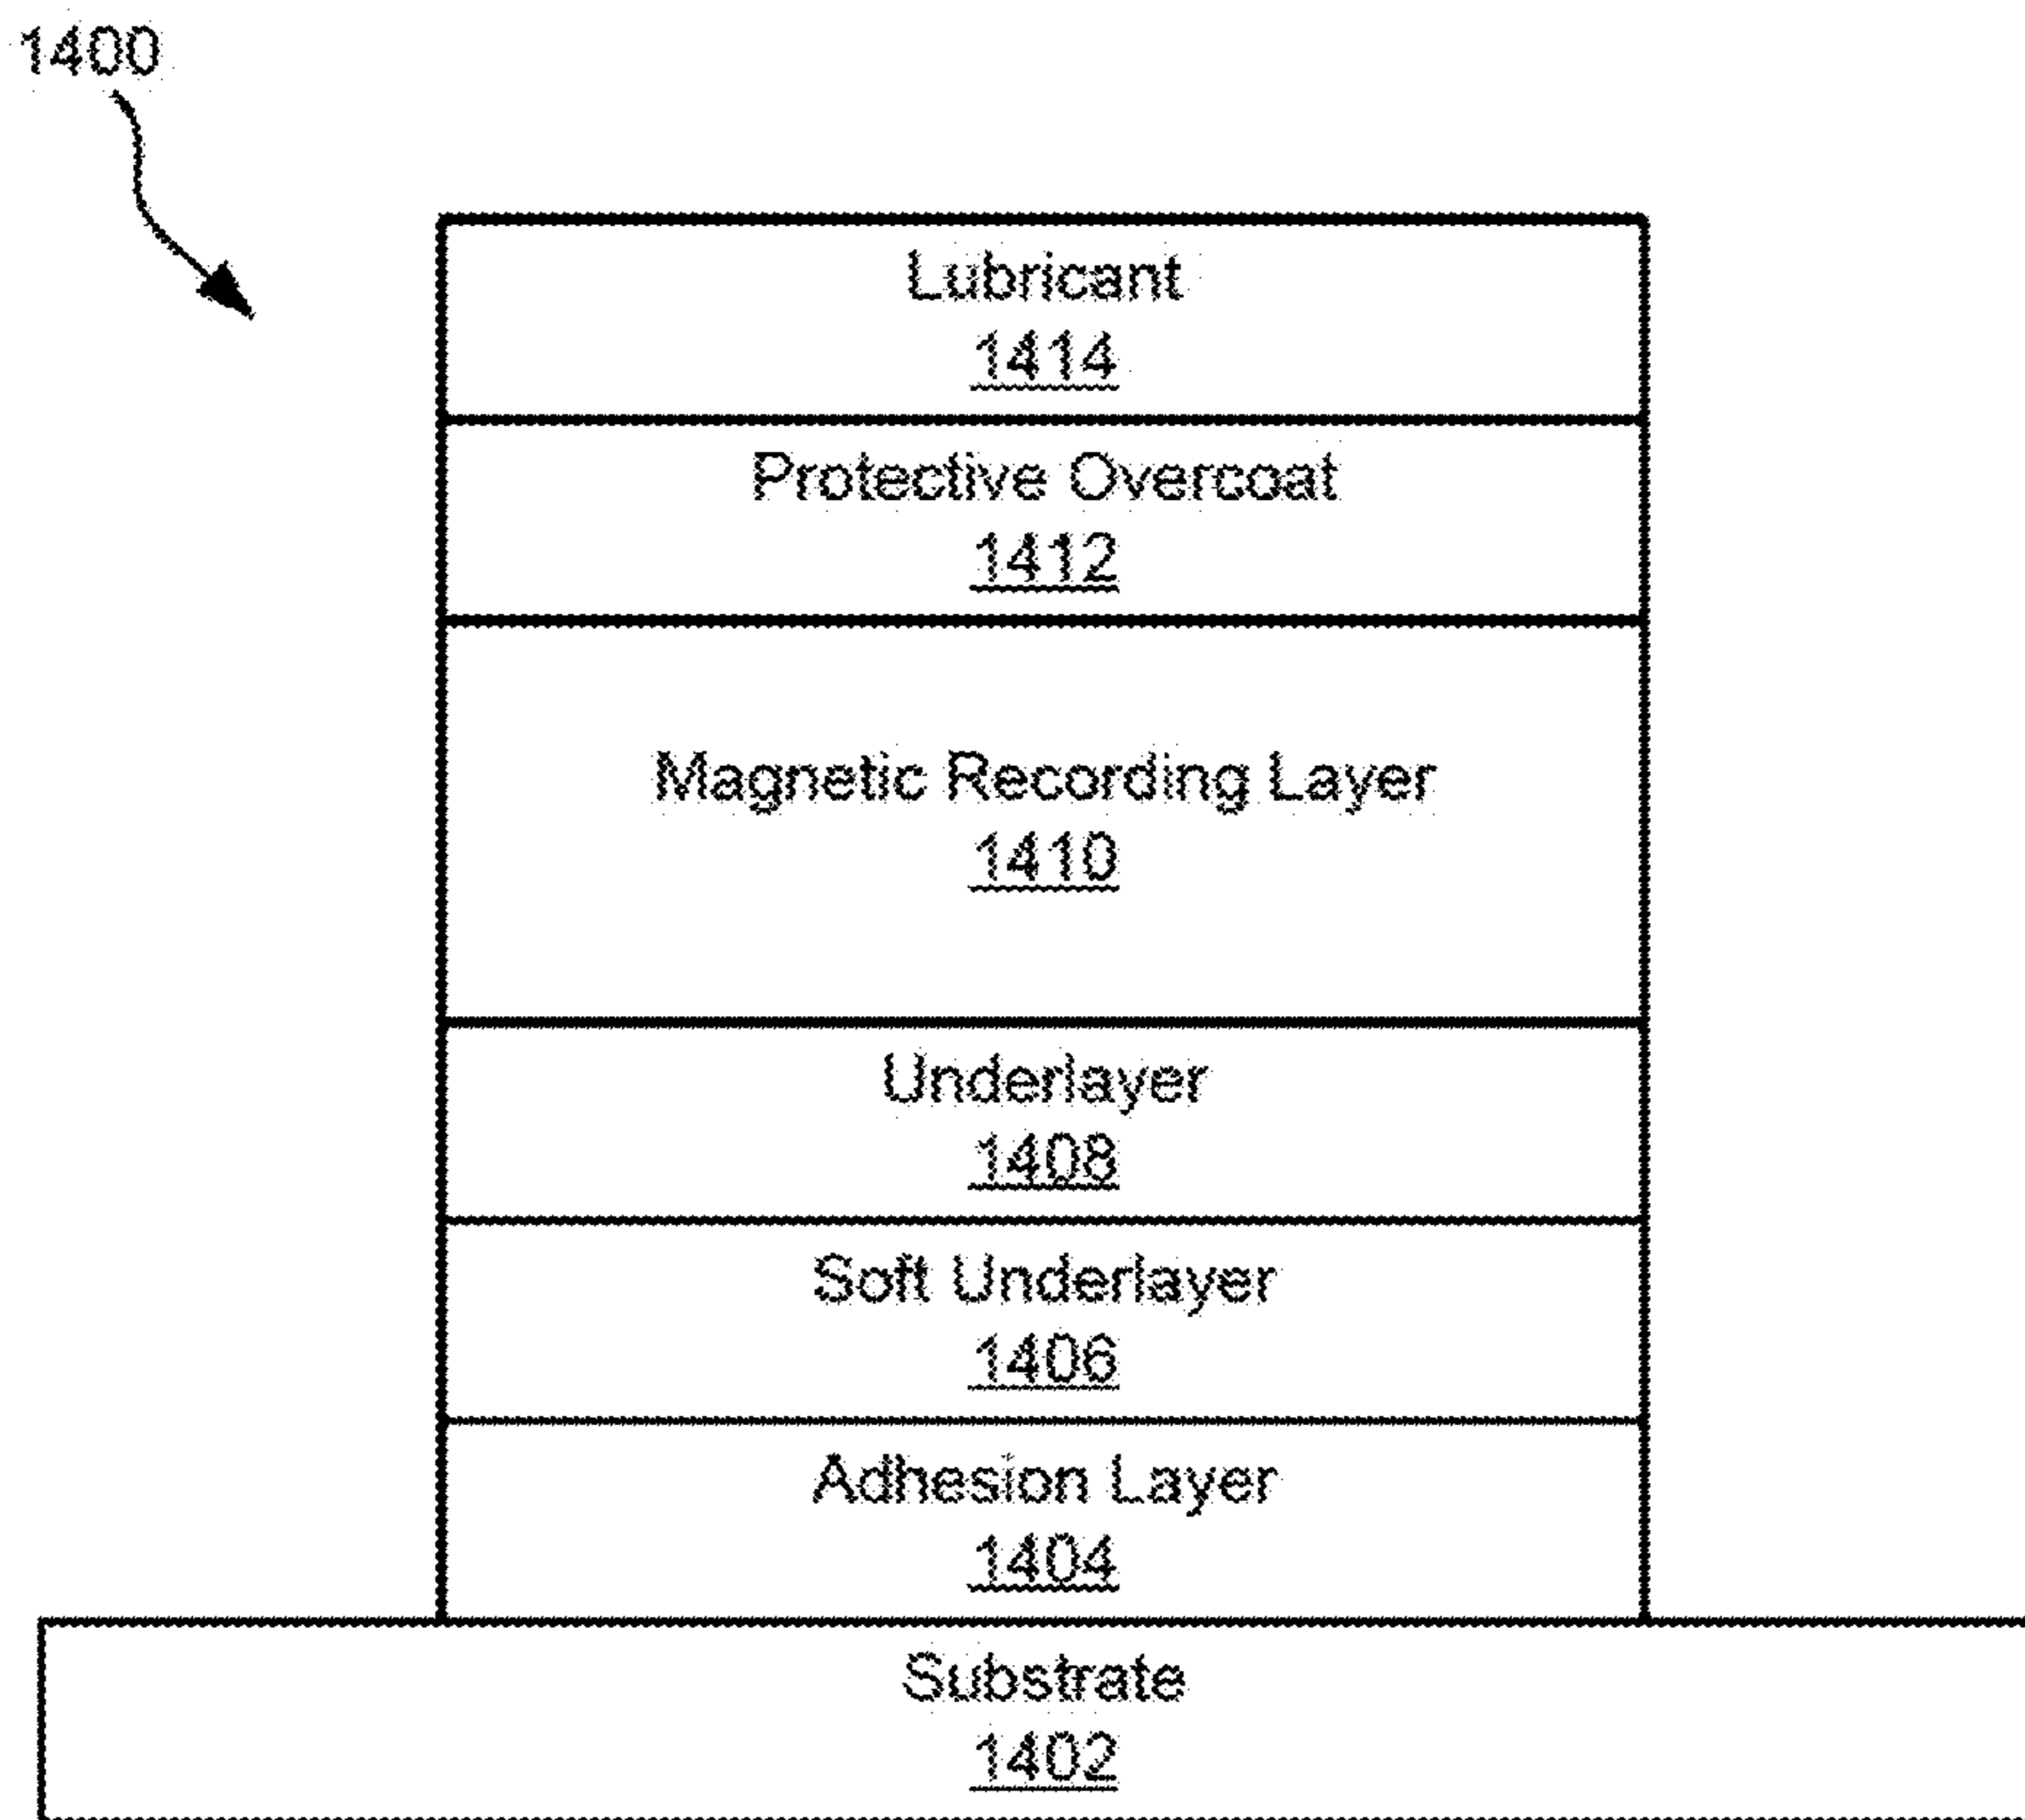 1400
Lubricant
1414
Protective Overcoat
1412
Magnetic Recording Layer
1410
Underlayer
1408
Soft Underlayer
1406
Adhesion Layer
1404
Substrate
1402